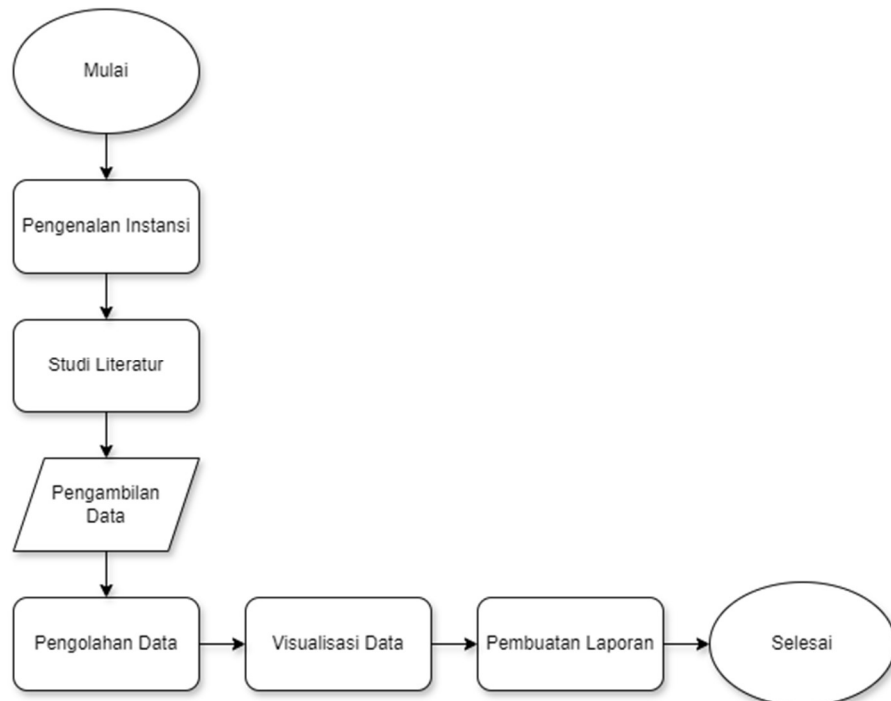 Mulai
Pengenalan Instansi
Studi Literatur
Pengambilan
Data
Pengolahan Data
Visualisasi Data
Pembuatan Laporan
Selesai